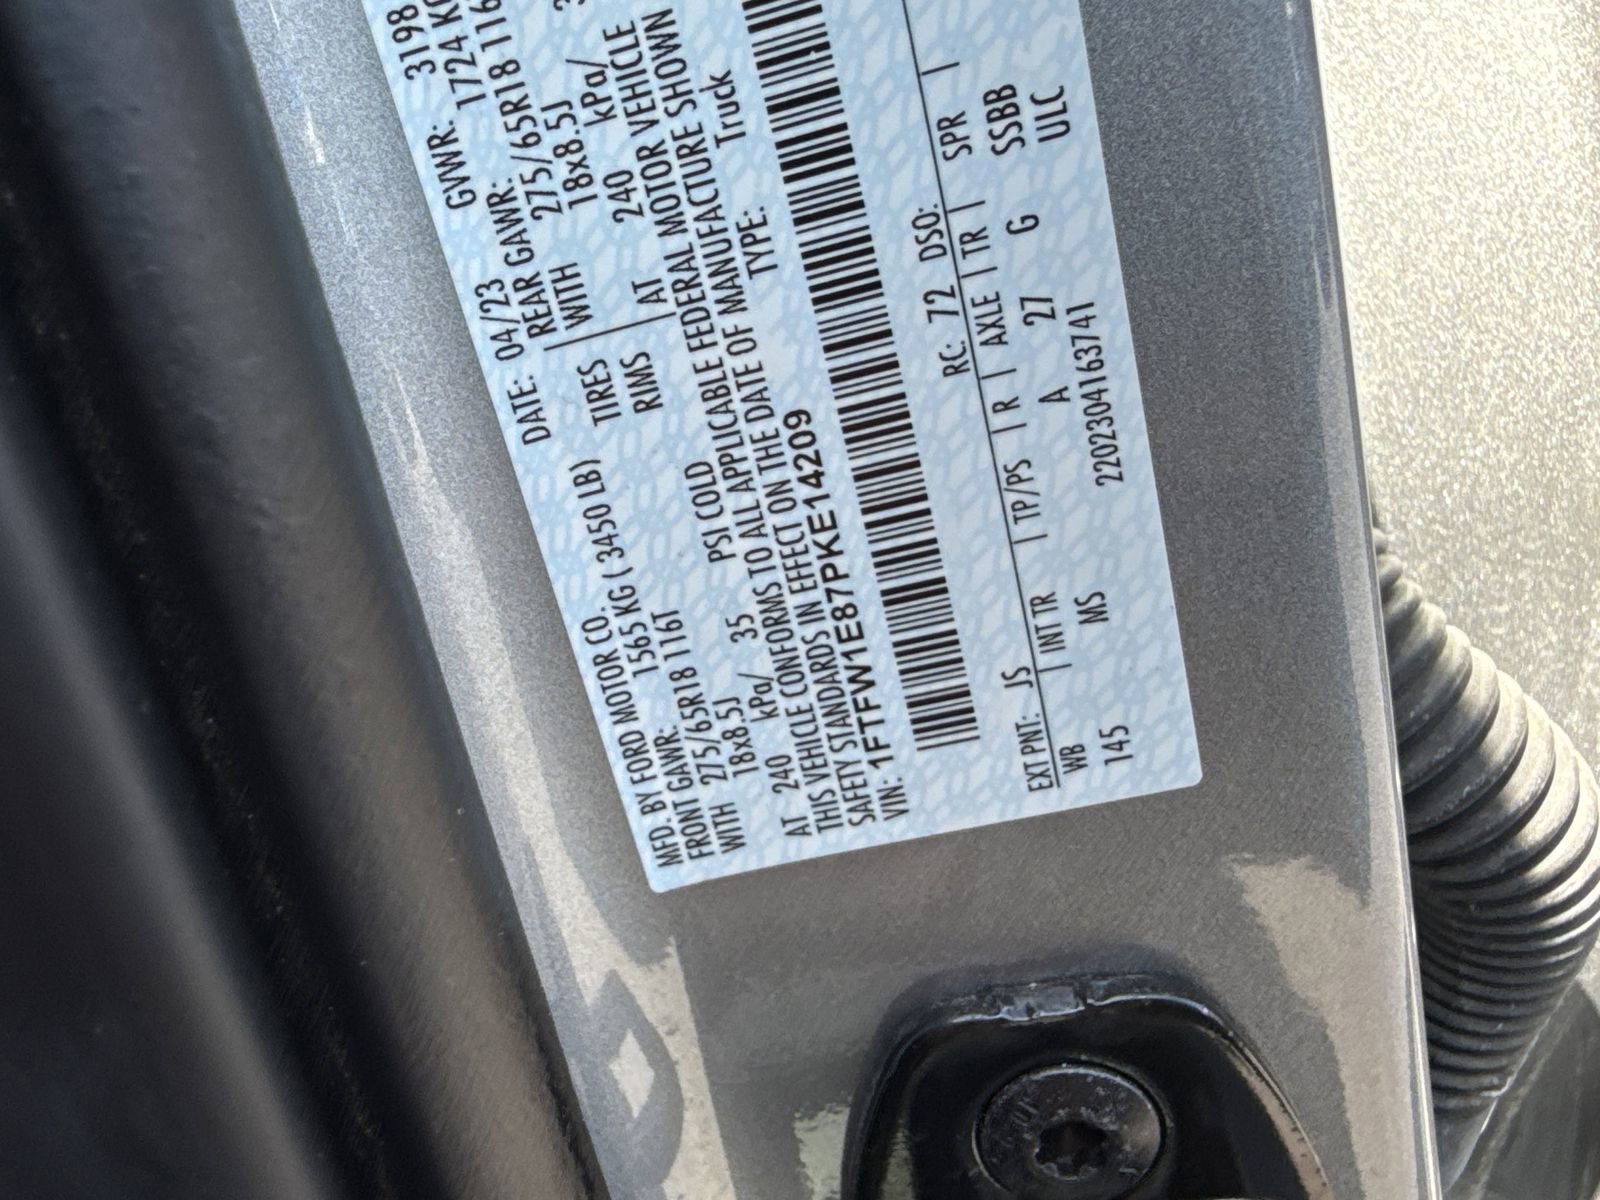 MFD. BY FORD MOTOR CO.
DATE: 04/23 GVWR: 3198
FRONT GAWR: 1565 KG ( 3450 LB) REAR GAWR: 1724 KG
WITH 275/65R18 116T TIRES WITH 275/65R18 116
18x8.5J RIMS 18x8.5J
AT 240 kPa/ 35 PSI COLD AT 240 kPa/
THIS VEHICLE CONFORMS TO ALL APPLICABLE FEDERAL MOTOR VEHICLE
SAFETY STANDARDS IN EFFECT ON THE DATE OF MANUFACTURE SHOWN
VIN: 1FTFW1E87PKE14209 TYPE: Truck
EXT PNT: JS RC: 72 DSO:
WB | INT TR | TP/PS | R | AXLE | TR | SPR |
145 MS A 27 G SSBB
2202304163741 ULC